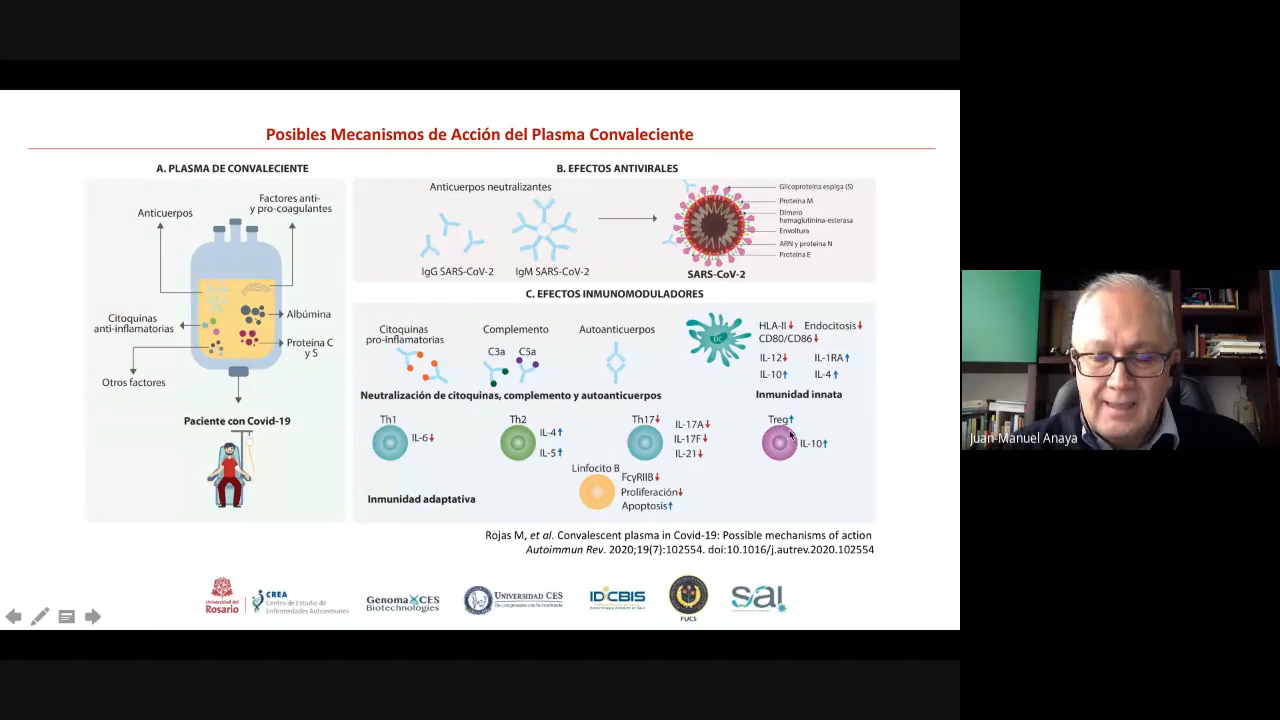 Posibles Mecanismos de Acción del Plasma Convaleciente
A. PLASMA DE CONVALECIENTE
Anticuerpos
Factores anti-
y pro-coagulantes
Citoquinas
anti-inflamatorias
Albúmina
Proteína C
y S
Otros factores
Paciente con Covid-19
B. EFECTOS ANTIVIRALES
Anticuerpos neutralizantes
IgG SARS-CoV-2
IgM SARS-CoV-2
Glicoproteina espiga (S)
Proteína M
Dímero
hemaglutinina-esterasa
Envoltura
ARN y proteína N
Proteína E
SARS-CoV-2
C. EFECTOS INMUNOMODULADORES
Citoquinas
pro-inflamatorias
Complemento
C3a
C5a
Autoanticuerpos
DC
HLA-II↓ Endocitosis↓
CD80/CD86↓
IL-12↓ IL-1RA↑
IL-10↑ IL-4↑
Neutralización de citoquinas, complemento y autoanticuerpos
Inmunidad innata
Th1
IL-6↓
Th2
IL-4↑
IL-5↑
Th17↓
IL-17A↓
IL-17F↓
IL-21↓
Treg↑
IL-10↑
Linfocito B
FcγRIIB↓
Proliferación↓
Apoptosis↑
Inmunidad adaptativa
Rojas M, et al. Convalescent plasma in Covid-19: Possible mechanisms of action
Autoimmun Rev. 2020;19(7):102554. doi:10.1016/j.autrev.2020.102554
Universidad del
Rosario
CREA
Centro de Estudio de
Enfermedades Autoinmunes
Genoma CES
Biotechnologies
UNIVERSIDAD CES
IDCBIS
FUCS
sai
Juan-Manuel Anaya